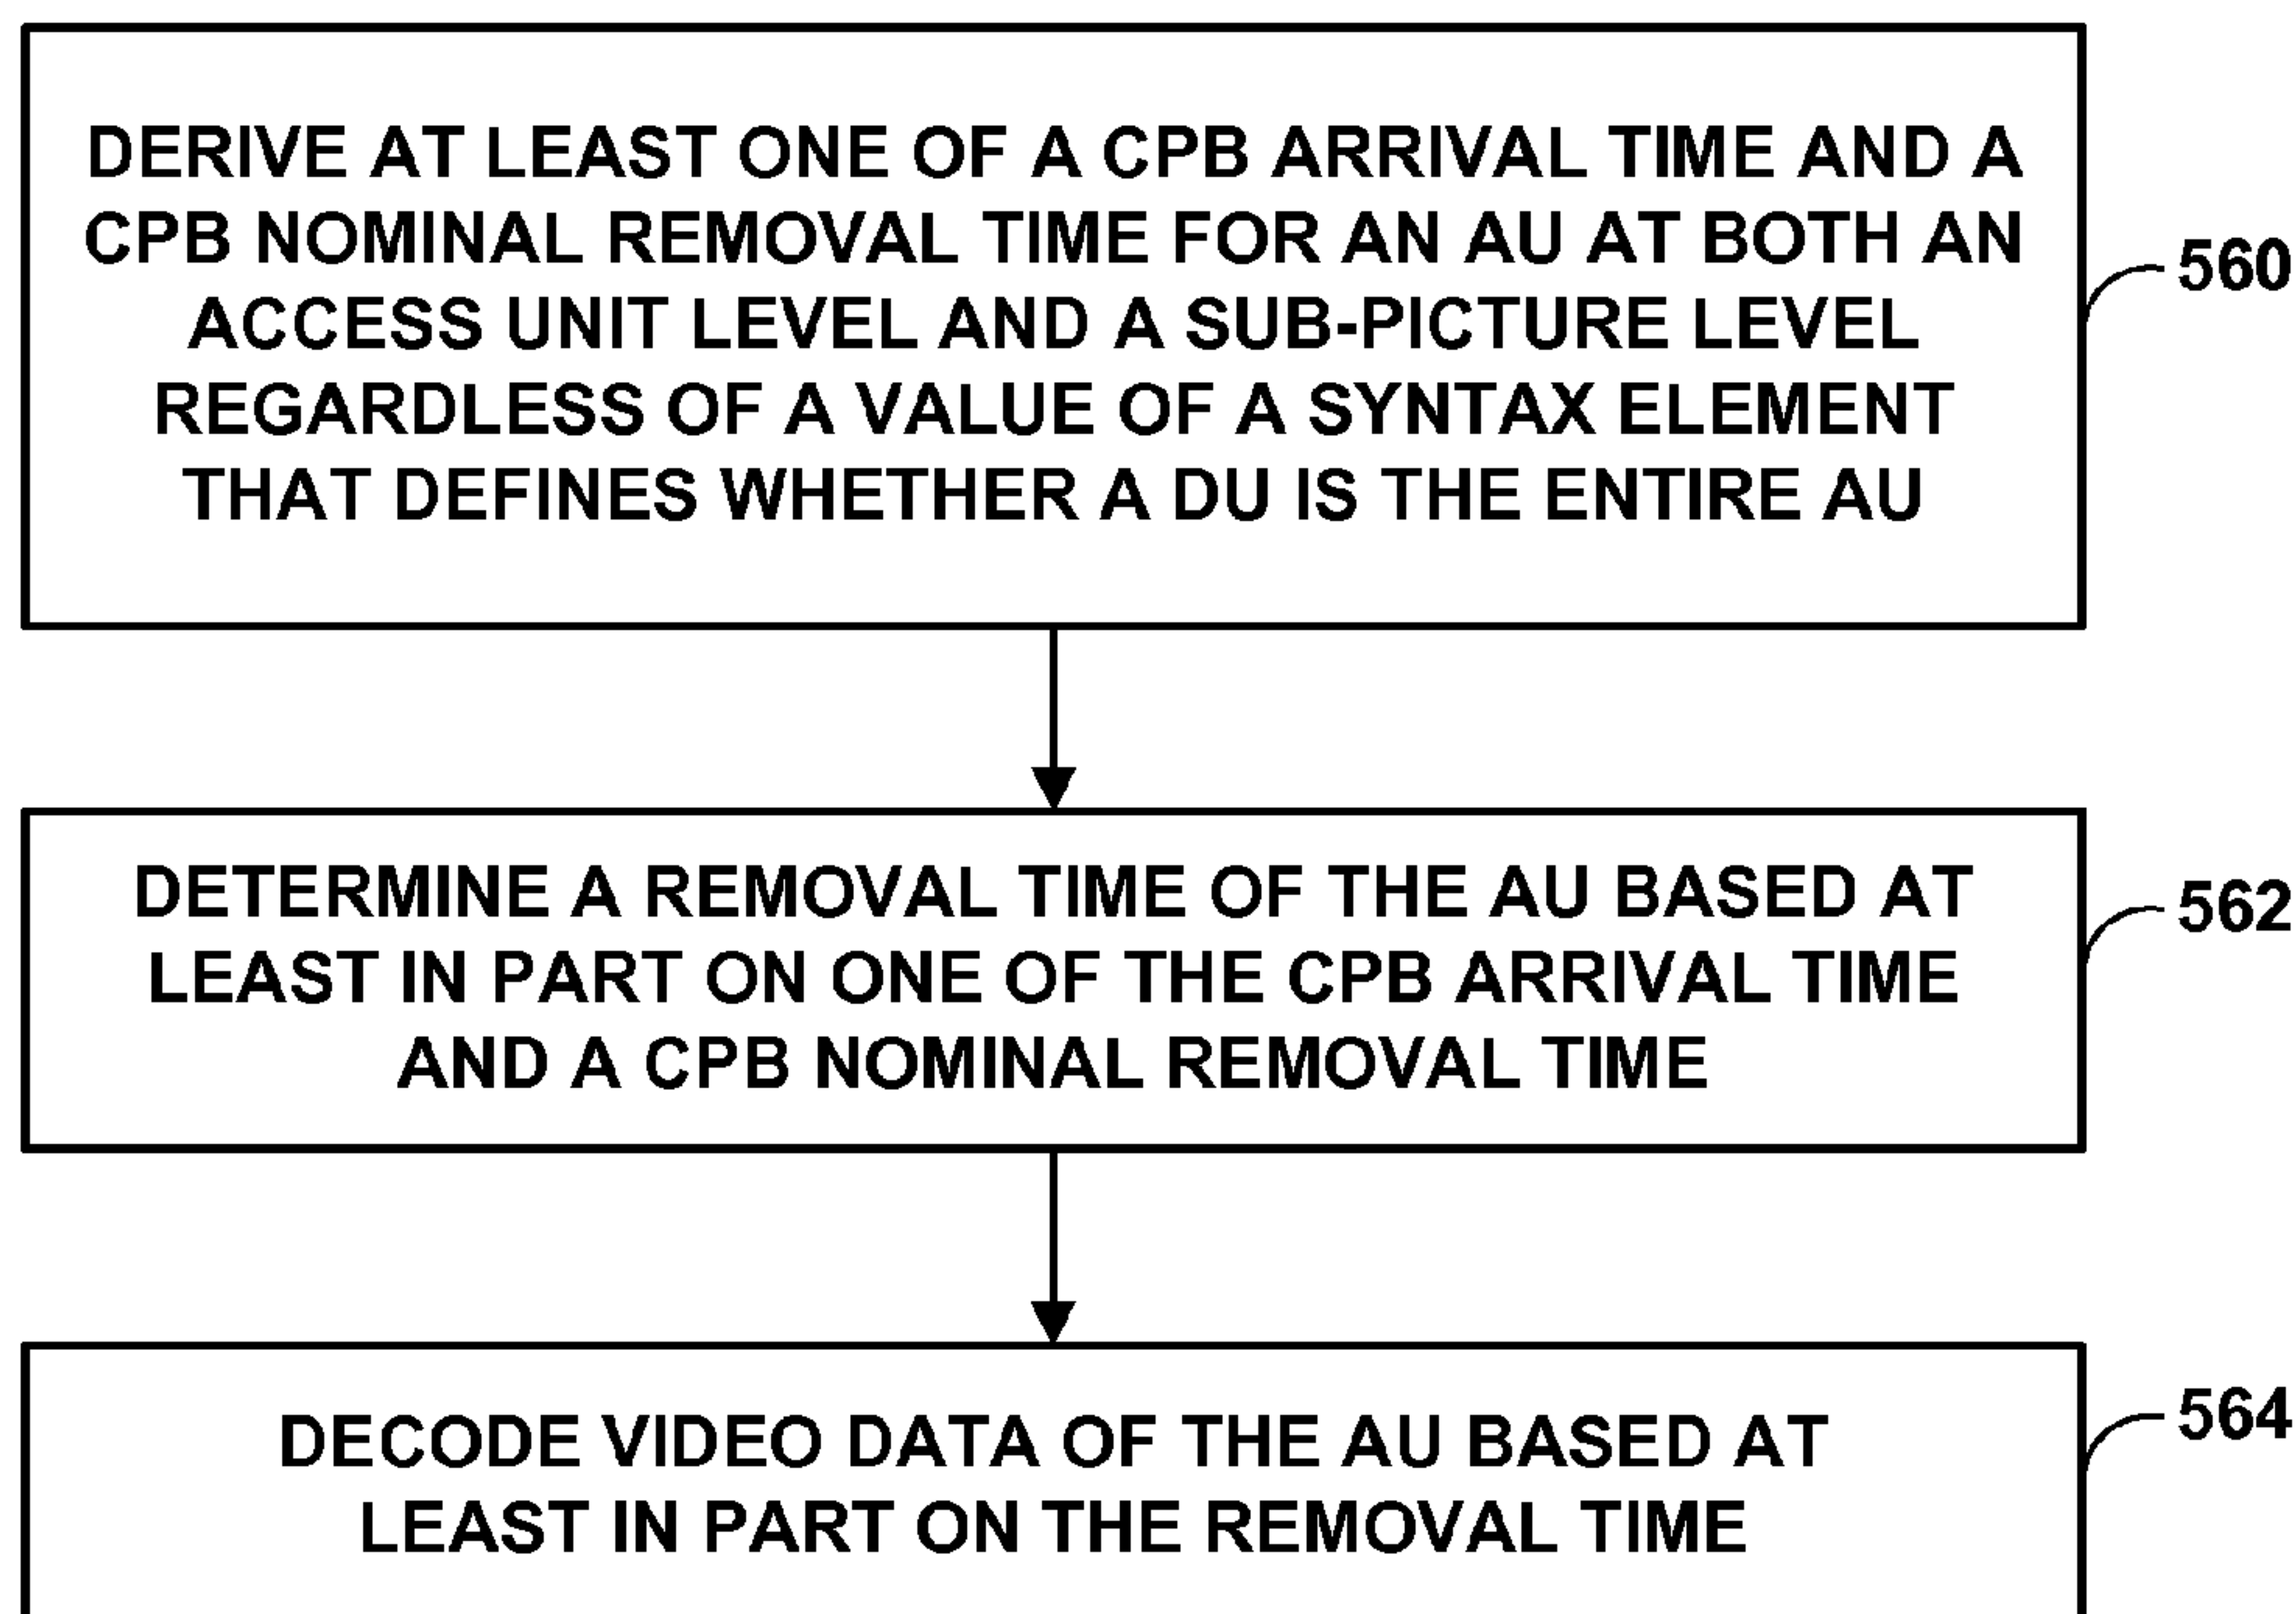 DERIVE AT LEAST ONE OF A CPB ARRIVAL TIME AND A
CPB NOMINAL REMOVAL TIME FOR AN AU AT BOTH AN
ACCESS UNIT LEVEL AND A SUB-PICTURE LEVEL
REGARDLESS OF A VALUE OF A SYNTAX ELEMENT
THAT DEFINES WHETHER A DU IS THE ENTIRE AU
560
DETERMINE A REMOVAL TIME OF THE AU BASED AT
LEAST IN PART ON ONE OF THE CPB ARRIVAL TIME
AND A CPB NOMINAL REMOVAL TIME
562
DECODE VIDEO DATA OF THE AU BASED AT
LEAST IN PART ON THE REMOVAL TIME
564